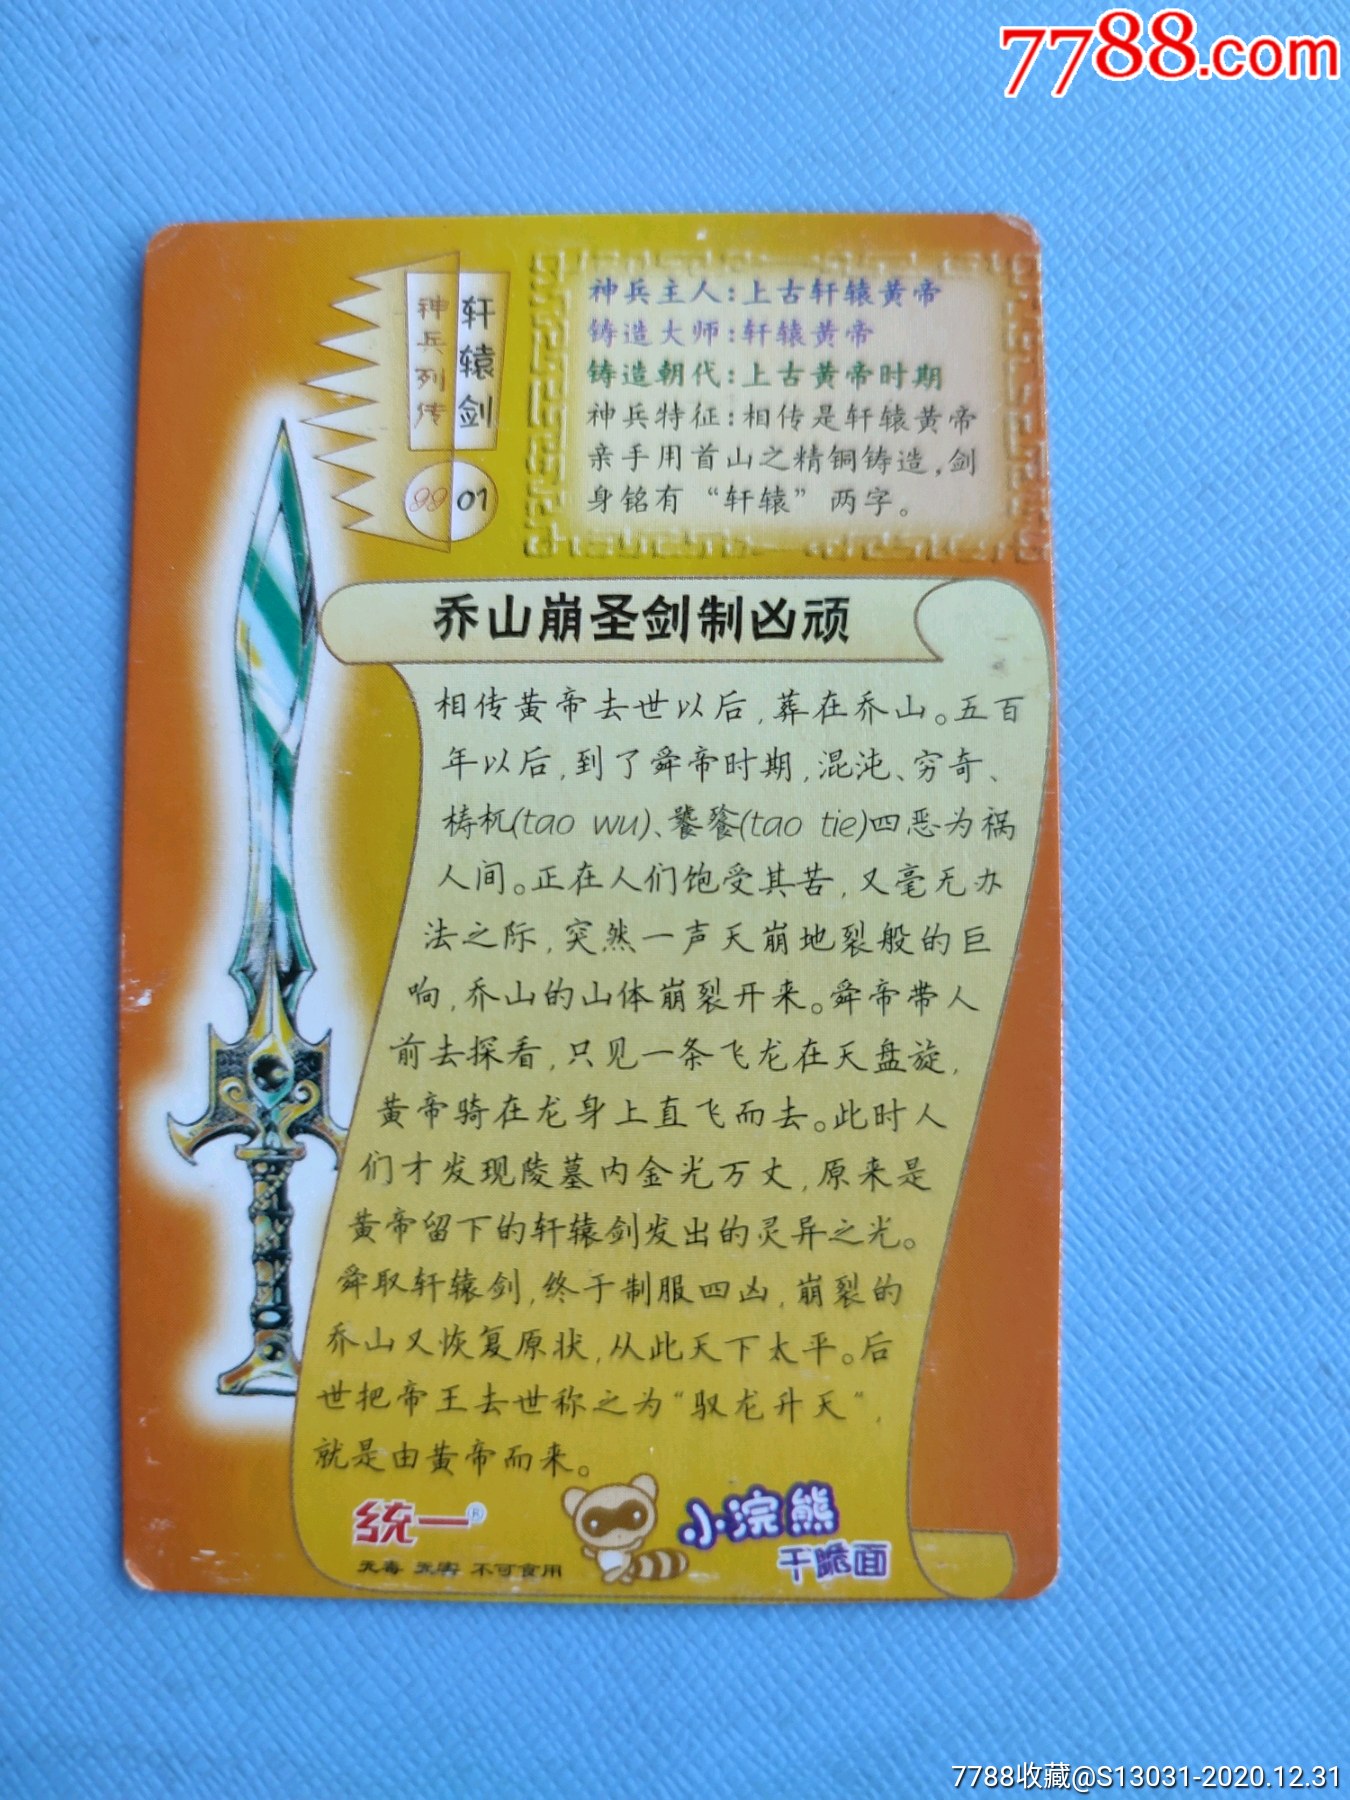 7788.com
神兵列传
轩辕剑
99 01
神兵主人:上古轩辕黄帝
铸造大师:轩辕黄帝
铸造朝代:上古黄帝时期
神兵特征:相传是轩辕黄帝
亲手用首山之精铜铸造,剑
身铭有“轩辕”两字。
乔山崩圣剑制凶顽
相传黄帝去世以后,葬在乔山。五百
年以后,到了舜帝时期,混沌、穷奇、
梼杌(tao wu)、饕餮(tao tie)四恶为祸
人间。正在人们饱受其苦,又毫无办
法之际,突然一声天崩地裂般的巨
响,乔山的山体崩裂开来。舜帝带人
前去探看,只见一条飞龙在天盘旋,
黄帝骑在龙身上直飞而去。此时人
们才发现陵墓内金光万丈,原来是
黄帝留下的轩辕剑发出的灵异之光。
舜取轩辕剑,终于制服四凶,崩裂的
乔山又恢复原状,从此天下太平。后
世把帝王去世称之为“驭龙升天”,
就是由黄帝而来。
统一®
无毒 无害 不可食用
小浣熊
干脆面
7788收藏@S13031-2020.12.31